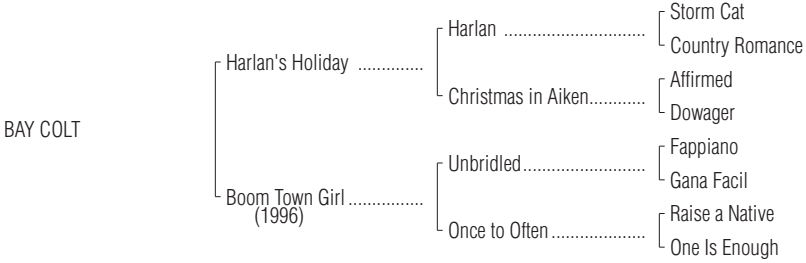 Storm Cat
Harlan ..............................
Country Romance
Harlan's Holiday ..............
Affirmed
Christmas in Aiken............
Dowager
BAY COLT
Fappiano
Unbridled..........................
Gana Facil
Boom Town Girl ................
(1996)
Raise a Native
Once to Often ....................
One Is Enough